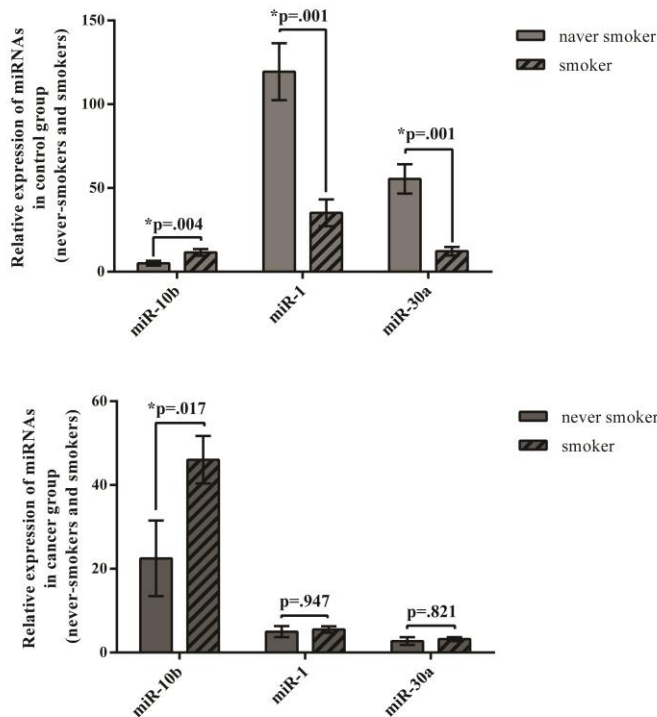 Relative expression of miRNAs
in control group
(never-smokers and smokers)
150
100
50
0
*p=.004
*p=.001
*p=.001
miR-10b
miR-1
miR-30a
naver smoker
smoker
Relative expression of miRNAs
in cancer group
(never-smokers and smokers)
60
40
20
0
*p=.017
p=.947
p=.821
miR-10b
miR-1
miR-30a
never smoker
smoker